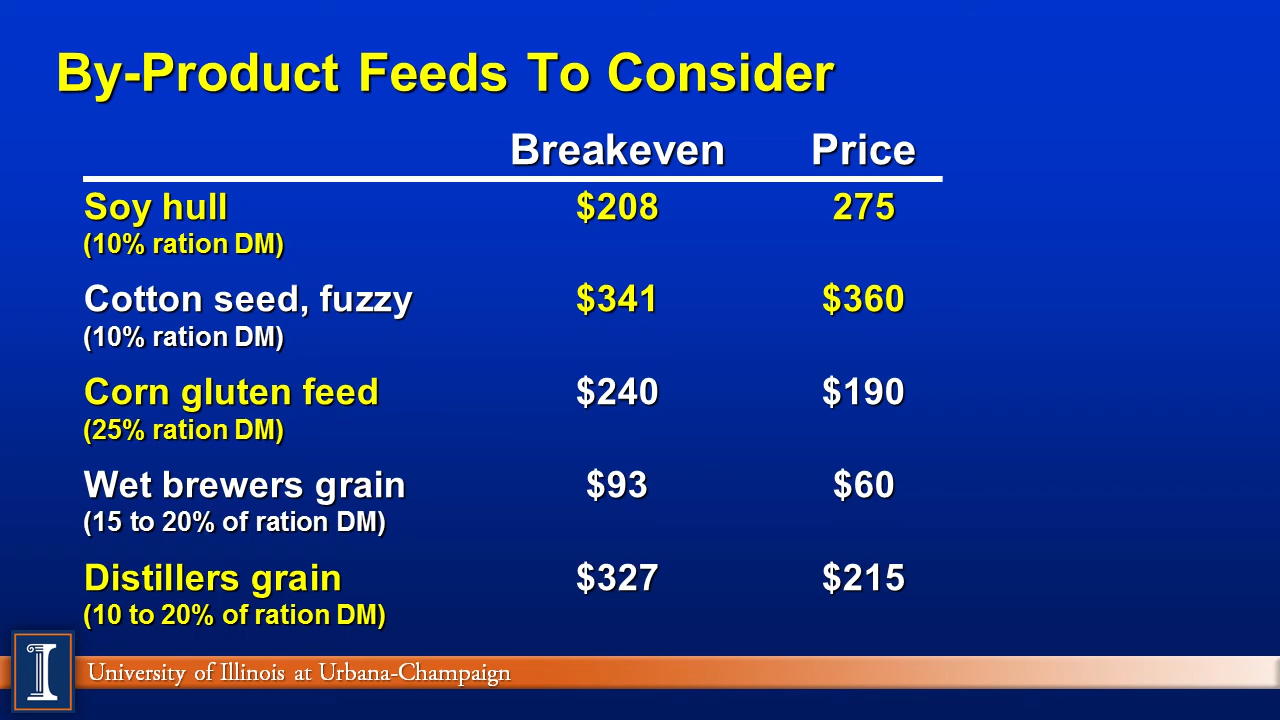 By-Product Feeds To Consider
Breakeven Price
Soy hull $208 275
(10% ration DM)
Cotton seed, fuzzy $341 $360
(10% ration DM)
Corn gluten feed $240 $190
(25% ration DM)
Wet brewers grain $93 $60
(15 to 20% of ration DM)
Distillers grain $327 $215
(10 to 20% of ration DM)
I University of Illinois at Urbana-Champaign